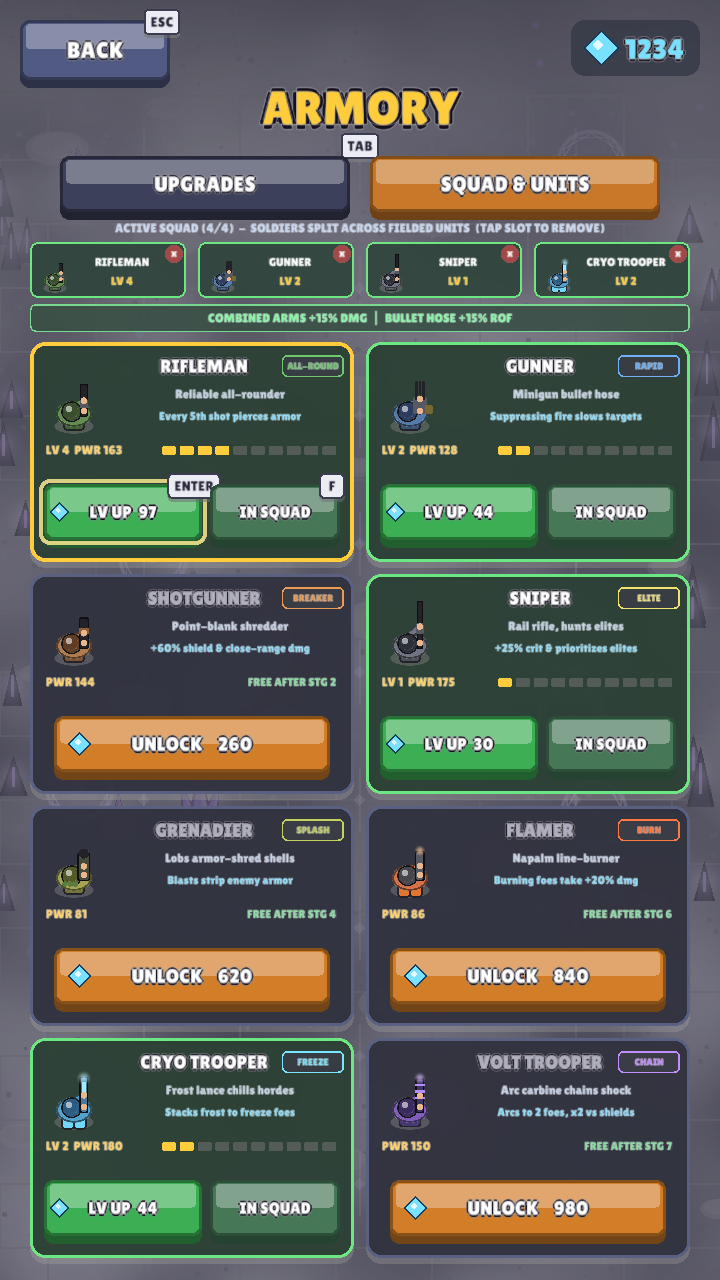 ESC
BACK
1234
ARMORY
TAB
UPGRADES
SQUAD & UNITS
ACTIVE SQUAD (4/4) – SOLDIERS SPLIT ACROSS FIELDED UNITS (TAP SLOT TO REMOVE)
RIFLEMAN
LV 4
X
GUNNER
LV 2
X
SNIPER
LV 1
X
CRYO TROOPER
LV 2
X
COMBINED ARMS +15% DMG | BULLET HOSE +15% ROF
RIFLEMAN
ALL-ROUND
Reliable all-rounder
Every 5th shot pierces armor
LV 4 PWR 163
ENTER
F
LV UP 97
IN SQUAD
GUNNER
RAPID
Minigun bullet hose
Suppressing fire slows targets
LV 2 PWR 128
LV UP 44
IN SQUAD
SHOTGUNNER
BREAKER
Point-blank shredder
+60% shield & close-range dmg
PWR 144
FREE AFTER STG 2
UNLOCK 260
SNIPER
ELITE
Rail rifle, hunts elites
+25% crit & prioritizes elites
LV 1 PWR 175
LV UP 30
IN SQUAD
GRENADIER
SPLASH
Lobs armor-shred shells
Blasts strip enemy armor
PWR 81
FREE AFTER STG 4
UNLOCK 620
FLAMER
BURN
Napalm line-burner
Burning foes take +20% dmg
PWR 86
FREE AFTER STG 6
UNLOCK 840
CRYO TROOPER
FREEZE
Frost lance chills hordes
Stacks frost to freeze foes
LV 2 PWR 180
LV UP 44
IN SQUAD
VOLT TROOPER
CHAIN
Arc carbine chains shock
Arcs to 2 foes, x2 vs shields
PWR 150
FREE AFTER STG 7
UNLOCK 980